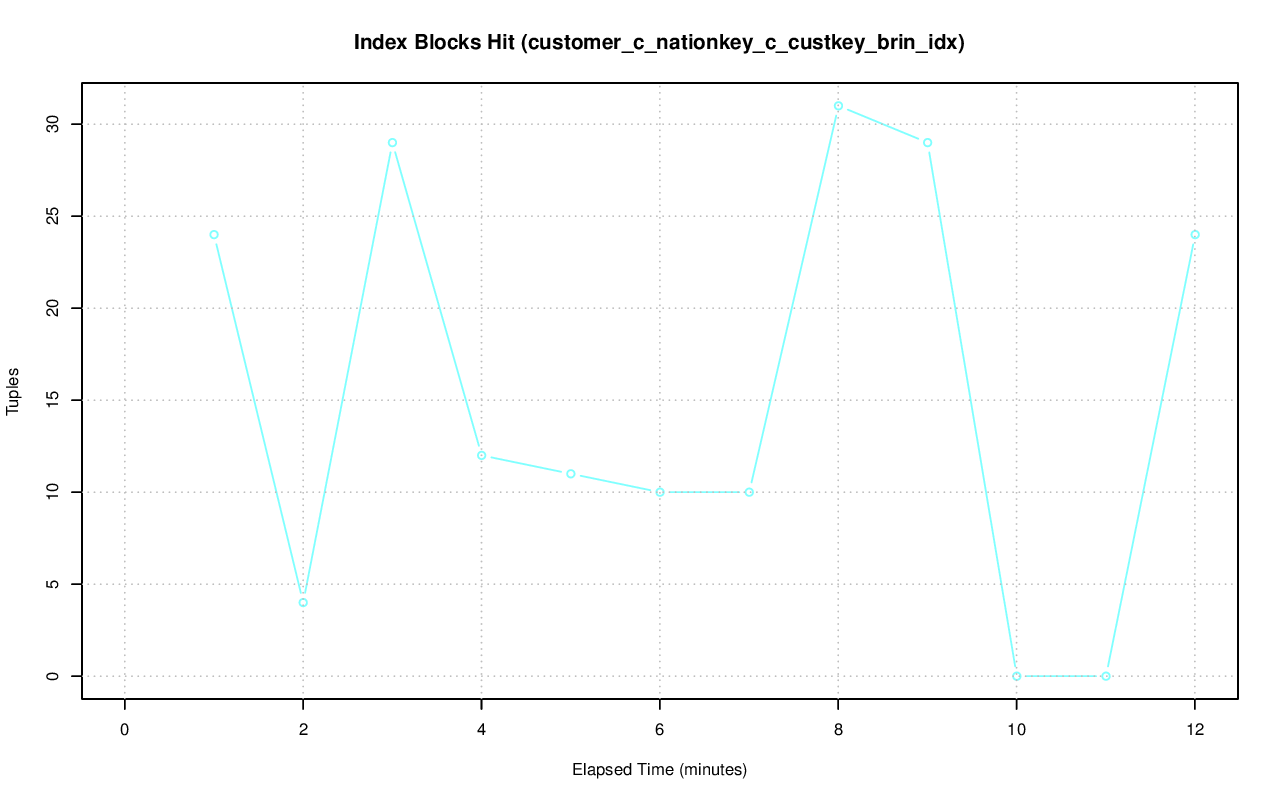 Index Blocks Hit (customer_c_nationkey_c_custkey_brin_idx)
Tuples
30
25
20
15
10
5
0
0 2 4 6 8 10 12
Elapsed Time (minutes)